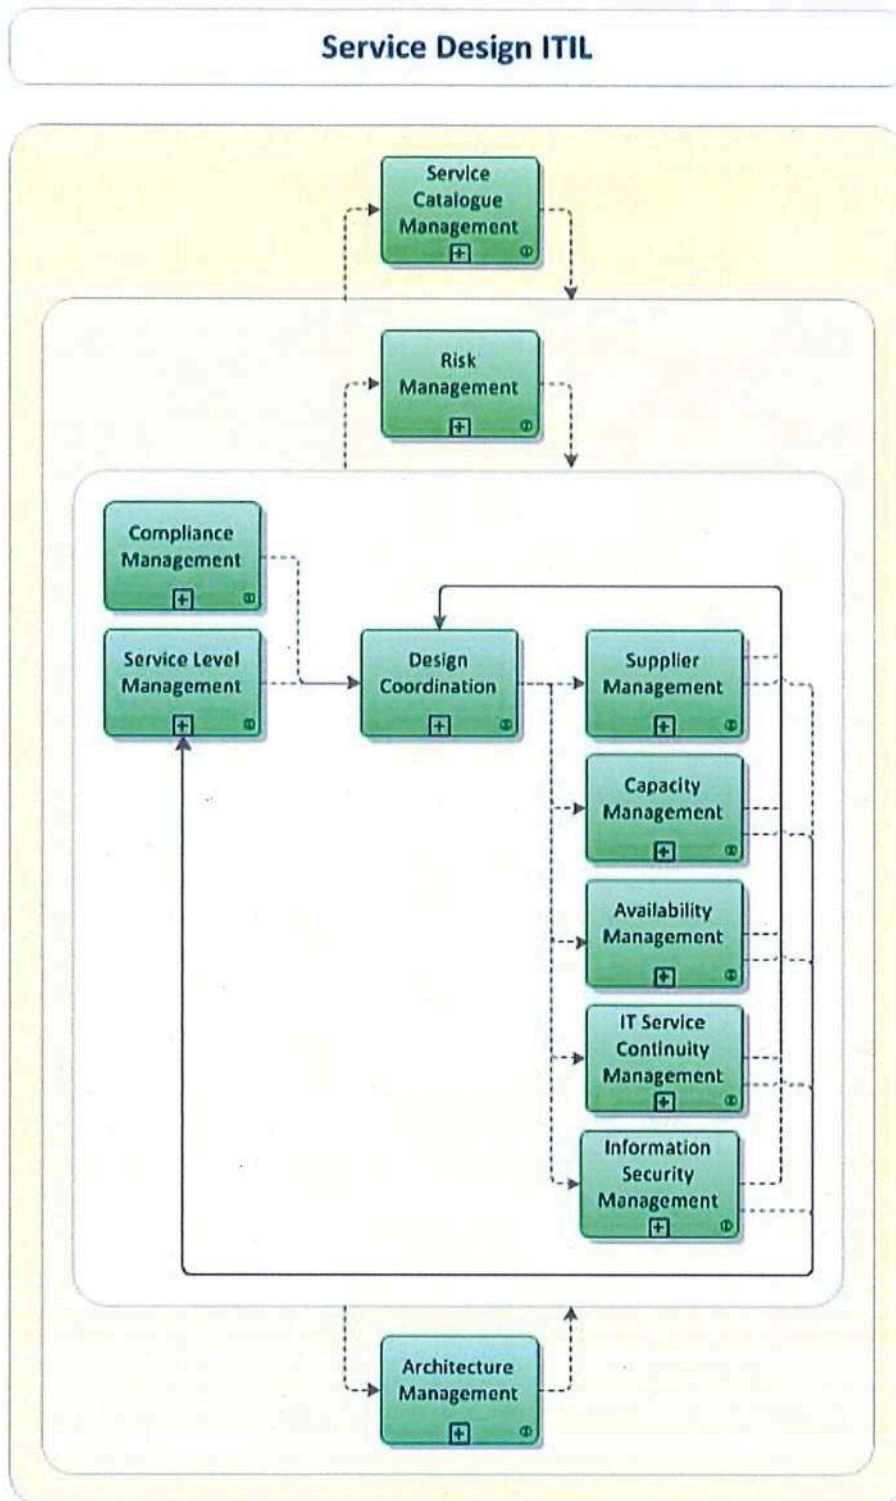 Service Design ITIL
Service
Catalogue
Management
Risk
Management
Compliance
Management
Service Level
Management
Design
Coordination
Supplier
Management
Capacity
Management
Availability
Management
IT Service
Continuity
Management
Information
Security
Management
Architecture
Management